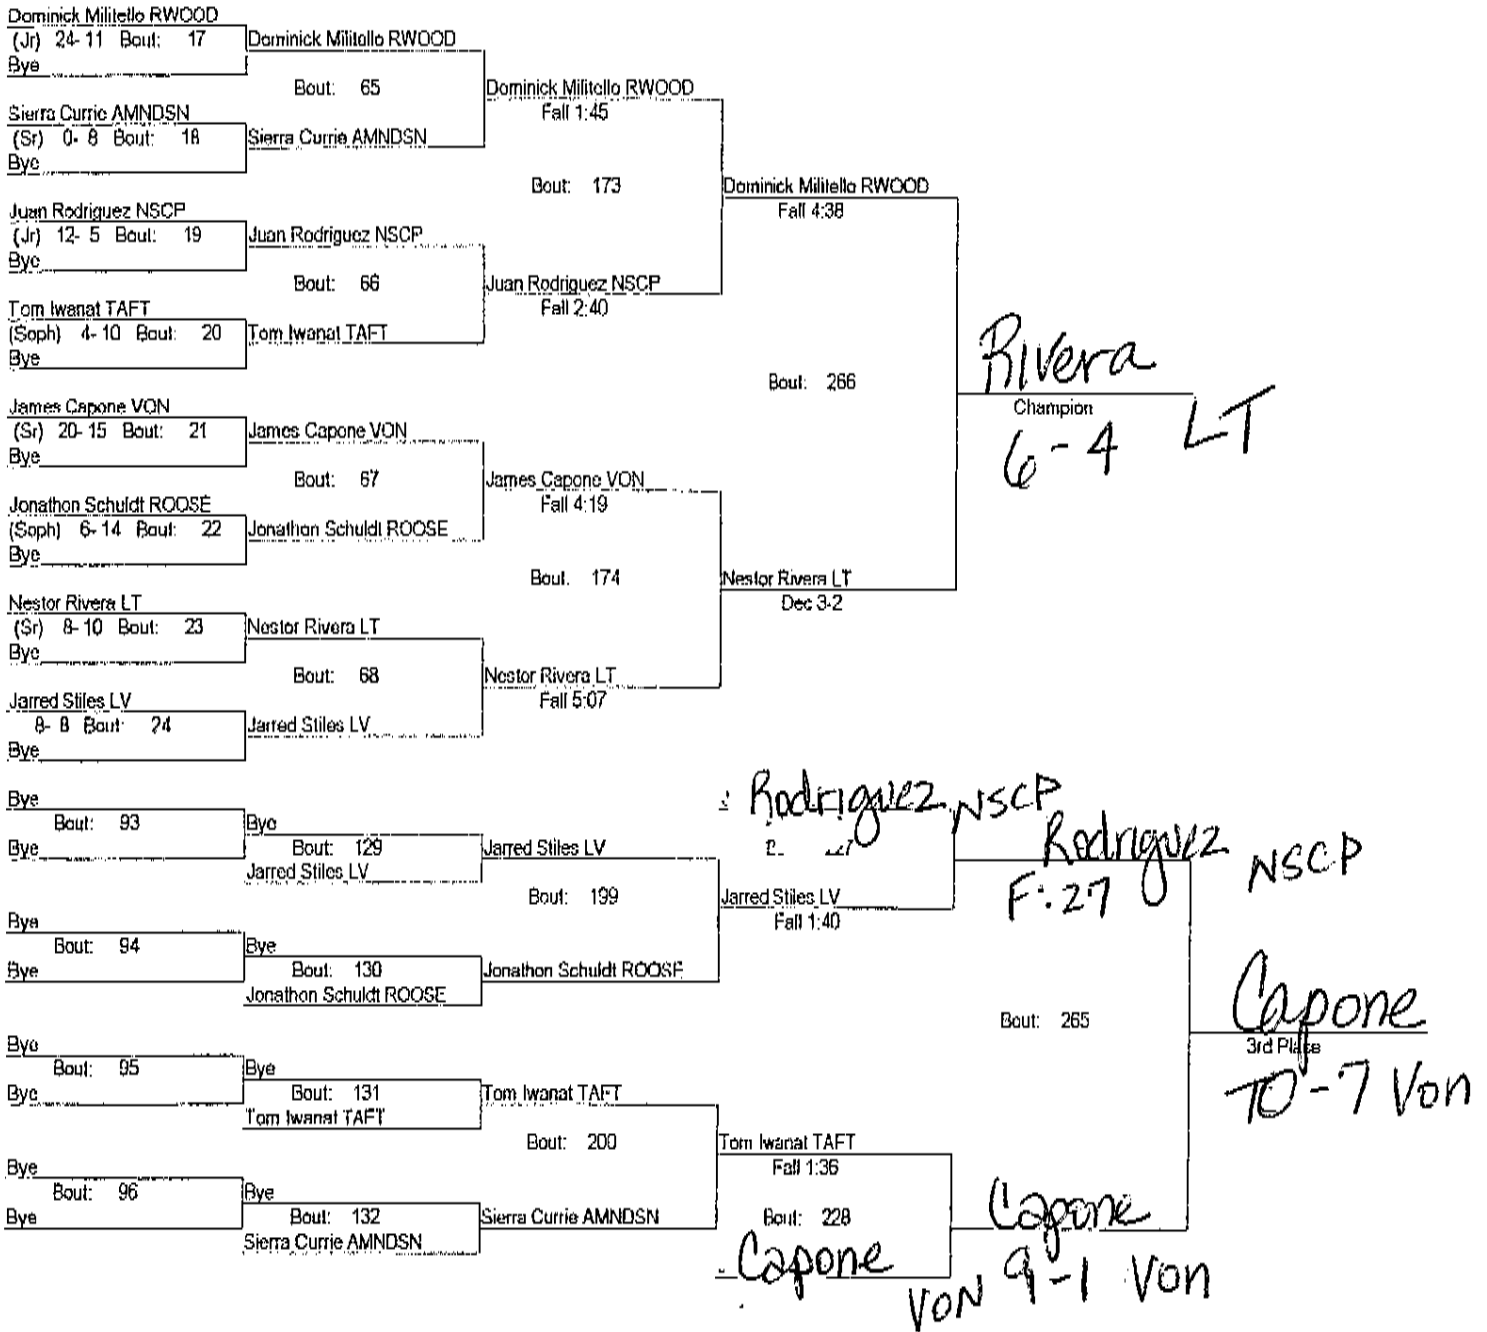 Dominick Militello RWOOD
(Jr) 24-11 Bout: 17
Bye
Dominick Militello RWOOD
Bout: 65
Sierra Currie AMNDSN
(Sr) 0-8 Bout: 18
Bye
Sierra Currie AMNDSN
Dominick Militello RWOOD
Fall 1:45
Bout: 173
Juan Rodriguez NSCP
(Jr) 12-5 Bout: 19
Bye
Juan Rodriguez NSCP
Bout: 66
Tom Iwanat TAFT
(Soph) 4-10 Bout: 20
Bye
Tom Iwanat TAFT
Juan Rodriguez NSCP
Fall 2:40
Dominick Militello RWOOD
Fall 4:38
Bout: 266
James Capone VON
(Sr) 20-15 Bout: 21
Bye
James Capone VON
Bout: 67
Jonathon Schuldt ROOSE
(Soph) 6-14 Bout: 22
Bye
Jonathon Schuldt ROOSE
James Capone VON
Fall 4:19
Bout: 174
Nestor Rivera LT
(Sr) 8-10 Bout: 23
Bye
Nestor Rivera LT
Bout: 68
Jarred Stiles LV
8-8 Bout: 24
Bye
Jarred Stiles LV
Nestor Rivera LT
Fall 5:07
Nestor Rivera LT
Dec 3-2
Rivera
Champion
LT
6-4
Bye
Bout: 93
Bye
Bye
Bout: 129
Jarred Stiles LV
Jarred Stiles LV
Bout: 199
Bye
Bout: 94
Bye
Bye
Bout: 130
Jonathon Schuldt ROOSE
Jonathon Schuldt ROOSE
Rodriguez NSCP
Jarred Stiles LV
Fall 1:40
Rodriguez NSCP
F:27
Bout: 265
Bye
Bout: 95
Bye
Bye
Bout: 131
Tom Iwanat TAFT
Tom Iwanat TAFT
Bout: 200
Bye
Bout: 96
Bye
Bye
Bout: 132
Sierra Currie AMNDSN
Sierra Currie AMNDSN
Tom Iwanat TAFT
Fall 1:36
Bout: 228
Capone VON
Capone
9-1 Von
Capone
3rd Place
10-7 Von